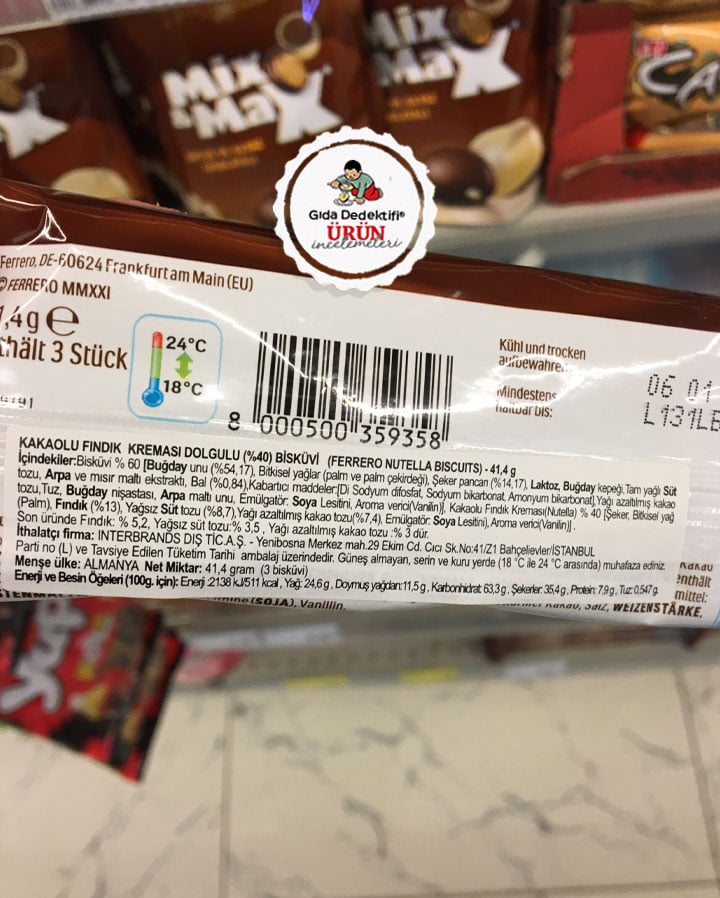 Mix
& MaX
Mix
MaX
Gıda Dedektifi®
ÜRÜN
incelemeleri
Ferrero, DE-60624 Frankfurt am Main (EU)
©FERRERO MMXXI
,4g e
thält 3 Stück
24°C
18°C
8 000500 359358
Kühl und trocken
aufbewahren.
Mindestens
haltbar bis:
06 01
L131LE
KAKAOLU FINDIK KREMASI DOLGULU (%40) BİSKÜVİ (FERRERO NUTELLA BISCUITS) - 41,4 g
İçindekiler:Bisküvi % 60 [Buğday unu (%54,17), Bitkisel yağlar (palm ve palm çekirdeği), Şeker pancarı (%14,17), Laktoz, Buğday kepeği,Tam yağlı Süt
tozu, Arpa ve mısır maltı ekstraktı, Bal (%0,84),Kabartıcı maddeler[Di Sodyum difosfat, Sodyum bikarbonat, Amonyum bikarbonat],Yağı azaltılmış kakao
tozu,Tuz, Buğday nişastası, Arpa maltı unu, Emülgatör: Soya Lesitini, Aroma verici(Vanilin)], Kakaolu Fındık Kreması(Nutella) % 40 [Şeker, Bitkisel yağ
(Palm), Fındık (%13), Yağsız Süt tozu (%8,7),Yağı azaltılmış kakao tozu(%7,4), Emülgatör: Soya Lesitini), Aroma verici(Vanilin)].
Son üründe Fındık: % 5,2, Yağsız süt tozu:% 3,5 , Yağı azaltılmış kakao tozu :% 3 dür.
İthalatçı firma: INTERBRANDS DIŞ TİC.A.Ş. - Yenibosna Merkez mah.29 Ekim Cd. Cıcı Sk.No:41/Z1 Bahçelievler/İSTANBUL
Parti no (L) ve Tavsiye Edilen Tüketim Tarihi ambalaj üzerindedir. Güneş almayan, serin ve kuru yerde (18 °C ile 24 °C arasında) muhafaza ediniz.
Menşe ülke: ALMANYA Net Miktar: 41,4 gram (3 bisküvi)
Enerji ve Besin Öğeleri (100g. için): Enerji :2138 kJ/511 kcal , Yağ: 24,6 g , Doymuş yağdan:11,5 g , Karbonhidrat: 63,3 g , Şekerler: 35,4 g , Protein: 7,9 g , Tuz: 0,547 g.
nthält
mittel:
(SOJA), Vanillin.
WEIZENSTÄRKE,